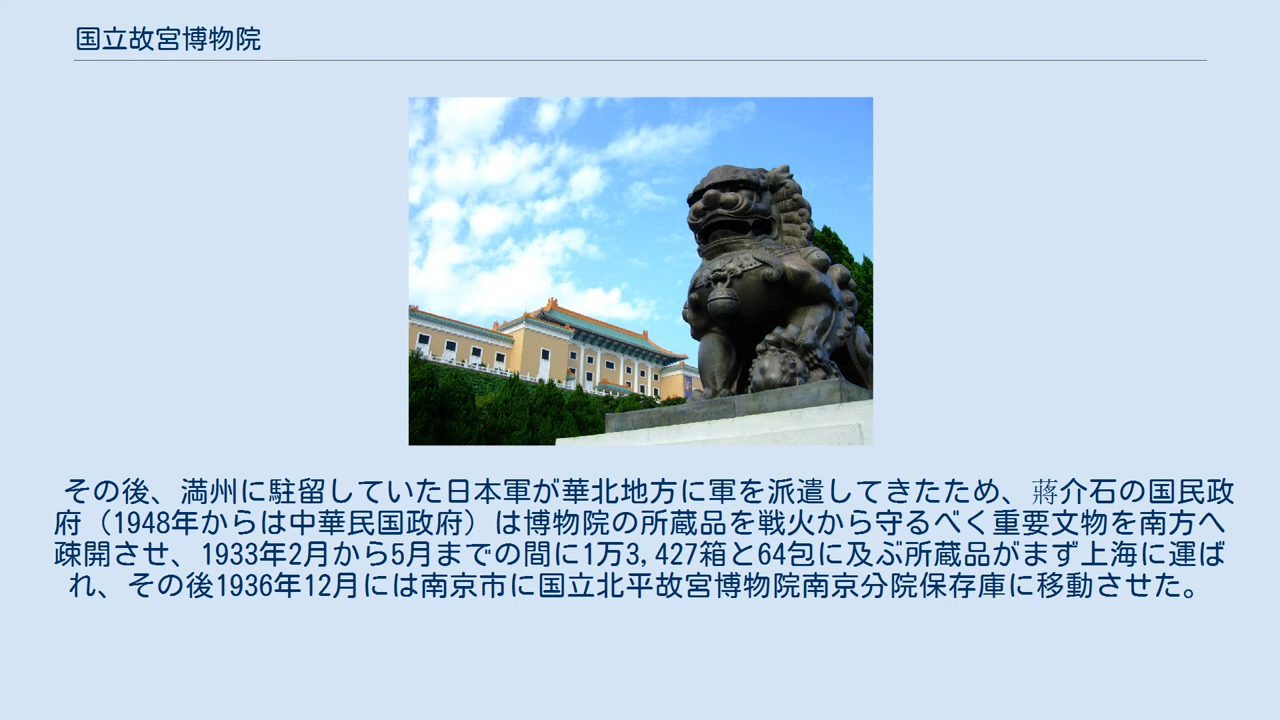 国立故宮博物院
その後、満州に駐留していた日本軍が華北地方に軍を派遣してきたため、蔣介石の国民政
府（1948年からは中華民国政府）は博物院の所蔵品を戦火から守るべく重要文物を南方へ
疎開させ、1933年2月から5月までの間に1万3,427箱と64包に及ぶ所蔵品がまず上海に運ば
れ、その後1936年12月には南京市に国立北平故宮博物院南京分院保存庫に移動させた。